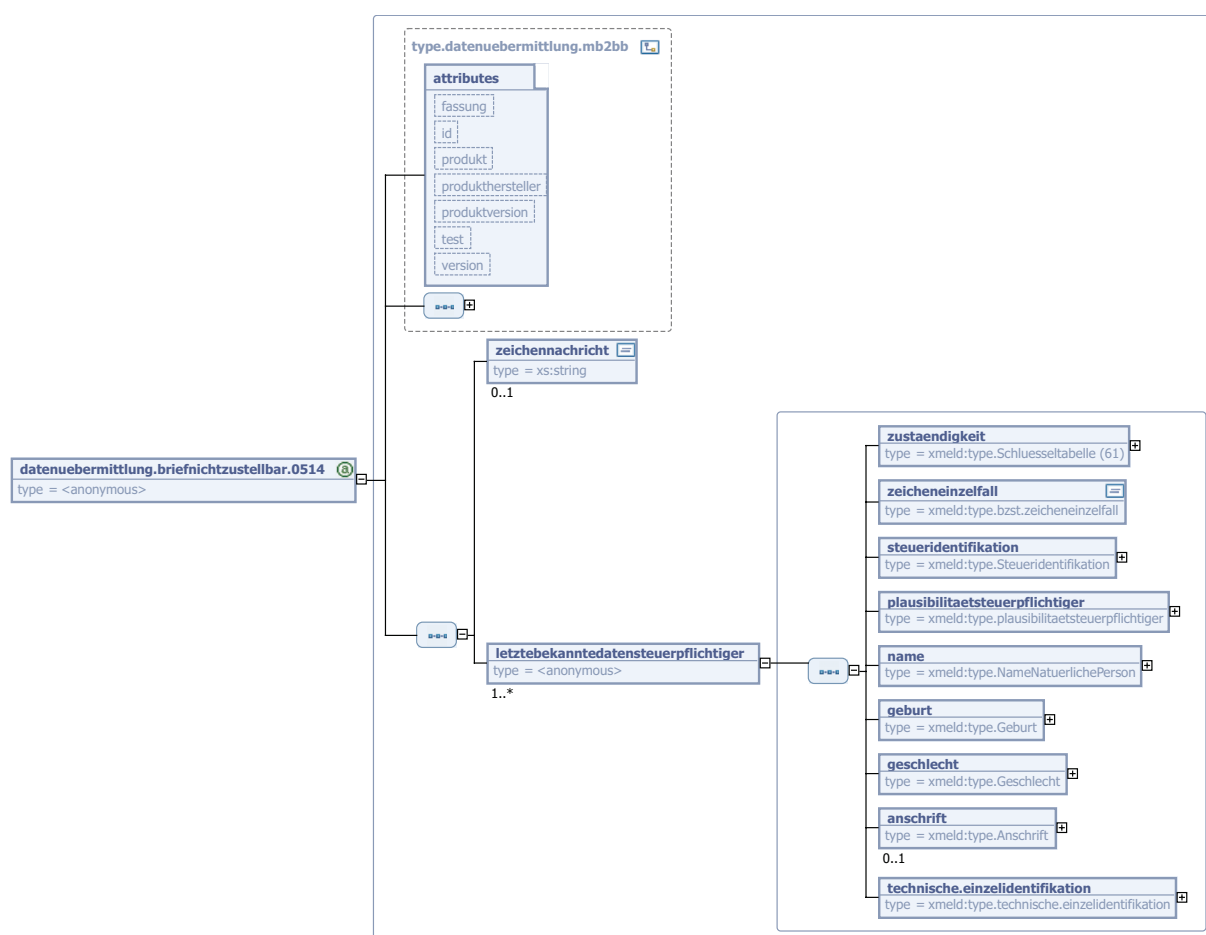 type.datenuebermittlung.mb2bb
attributes
fassung
id
produkt
produkthersteller
produktversion
test
version
zeichennachricht
type = xs:string
0..1
datenuebermittlung.briefnichtzustellbar.0514
a
type = <anonymous>
letztebekanntedatensteuerpflichtiger
type = <anonymous>
1..*
zustaendigkeit
type = xmeld:type.Schluesseltabelle (61)
zeicheneinzelfall
type = xmeld:type.bzst.zeicheneinzelfall
steueridentifikation
type = xmeld:type.Steueridentifikation
plausibilitaetsteuerpflichtiger
type = xmeld:type.plausibilitaetsteuerpflichtiger
name
type = xmeld:type.NameNatuerlichePerson
geburt
type = xmeld:type.Geburt
geschlecht
type = xmeld:type.Geschlecht
anschrift
type = xmeld:type.Anschrift
0..1
technische.einzelidentifikation
type = xmeld:type.technische.einzelidentifikation